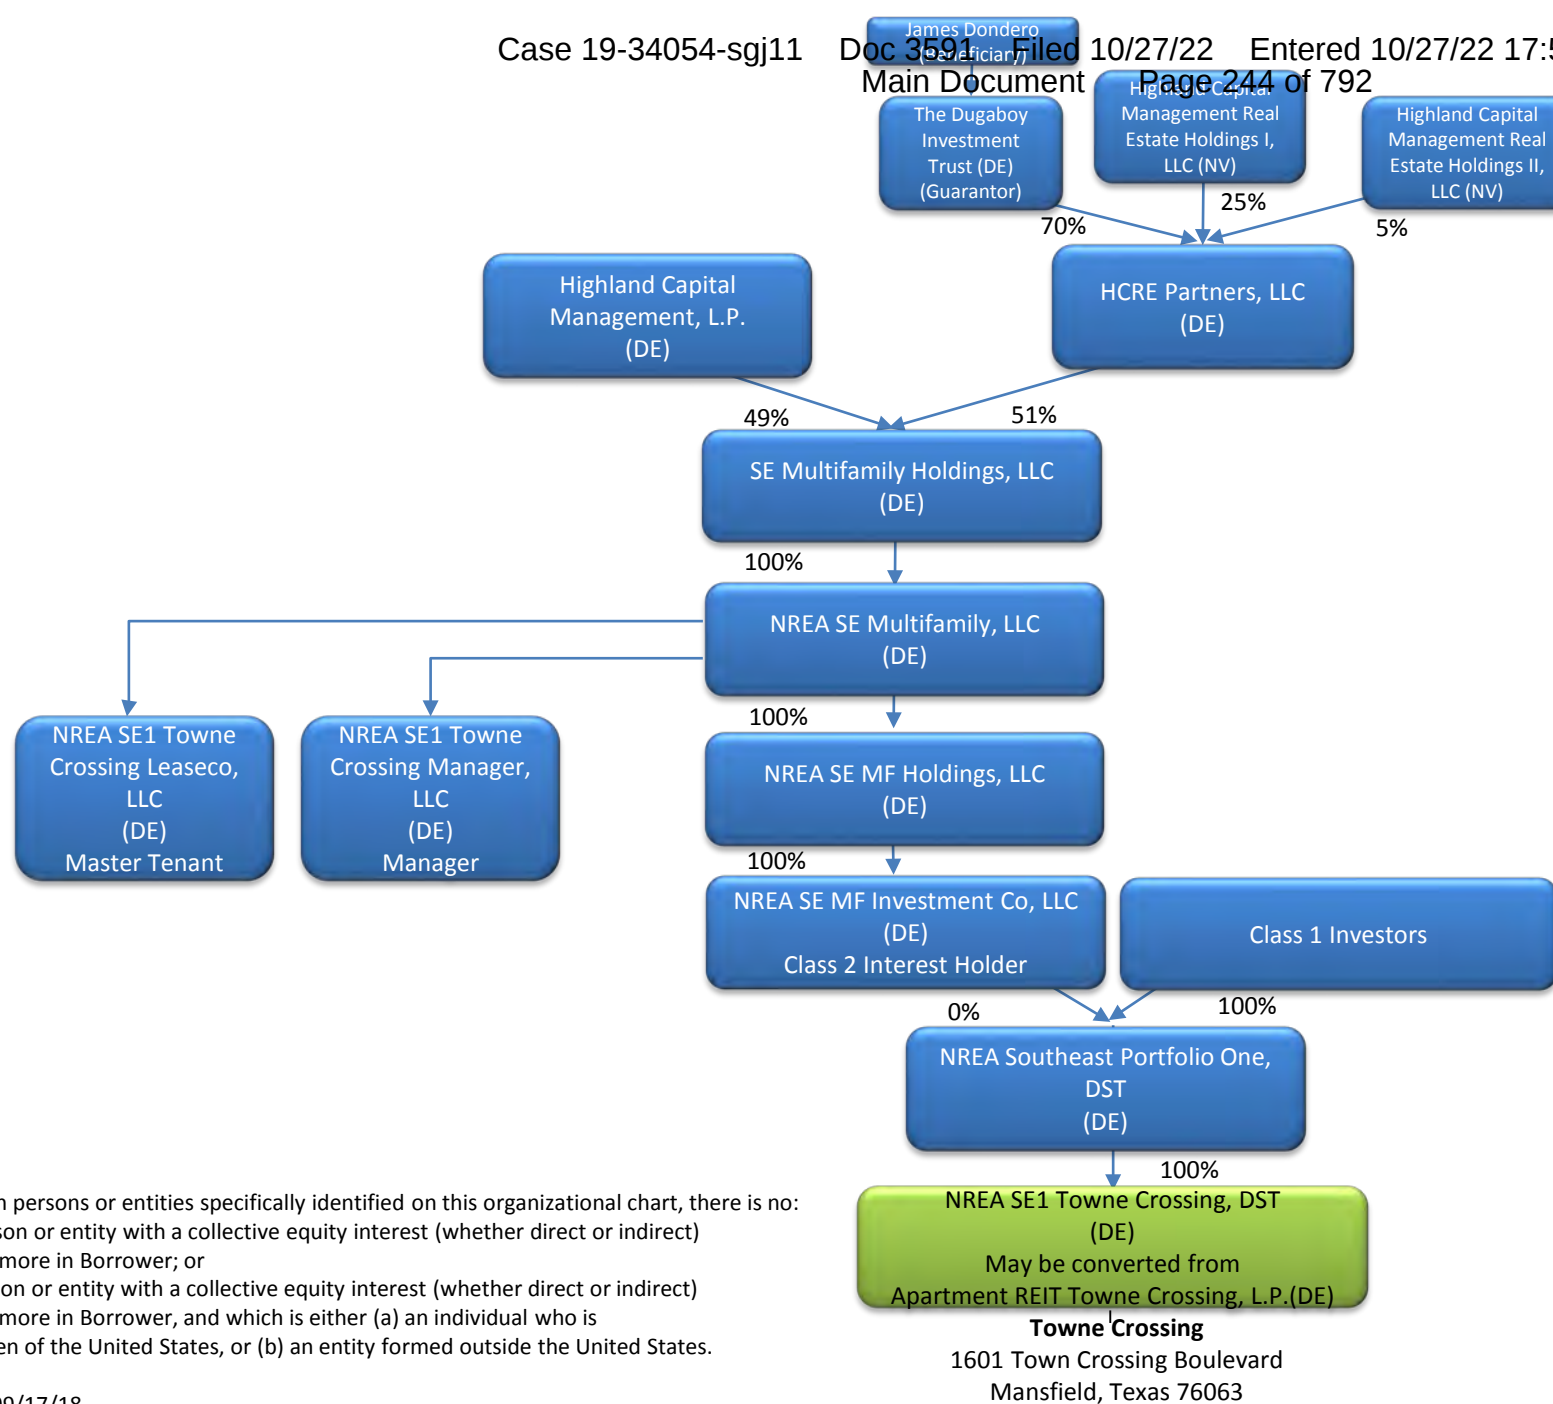 Case 19-34054-sgj11 Doc 3591 Filed 10/27/22 Entered 10/27/22 17:5
Main Document Page 244 of 792
James Dondero
(Beneficiary)
The Dugaboy
Investment
Trust (DE)
(Guarantor)
Highland Capital
Management Real
Estate Holdings I,
LLC (NV)
Highland Capital
Management Real
Estate Holdings II,
LLC (NV)
70%
25%
5%
Highland Capital
Management, L.P.
(DE)
HCRE Partners, LLC
(DE)
49%
51%
SE Multifamily Holdings, LLC
(DE)
100%
NREA SE Multifamily, LLC
(DE)
NREA SE1 Towne
Crossing Leaseco,
LLC
(DE)
Master Tenant
NREA SE1 Towne
Crossing Manager,
LLC
(DE)
Manager
100%
NREA SE MF Holdings, LLC
(DE)
100%
NREA SE MF Investment Co, LLC
(DE)
Class 2 Interest Holder
Class 1 Investors
0%
100%
NREA Southeast Portfolio One,
DST
(DE)
100%
NREA SE1 Towne Crossing, DST
(DE)
May be converted from
Apartment REIT Towne Crossing, L.P.(DE)
Towne Crossing
1601 Town Crossing Boulevard
Mansfield, Texas 76063
n persons or entities specifically identified on this organizational chart, there is no:
son or entity with a collective equity interest (whether direct or indirect)
more in Borrower; or
on or entity with a collective equity interest (whether direct or indirect)
more in Borrower, and which is either (a) an individual who is
en of the United States, or (b) an entity formed outside the United States.
09/17/18